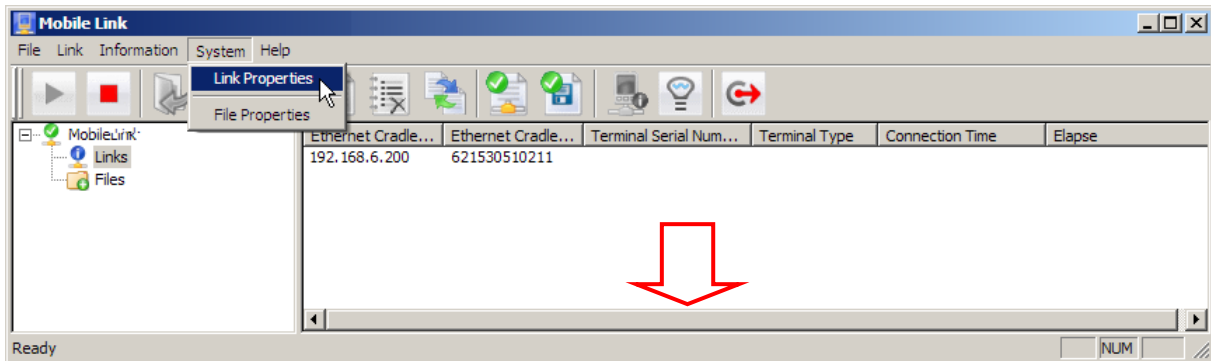 Mobile Link
File Link Information System Help
Link Properties
File Properties
MobileLink
Ethernet Cradle... Ethernet Cradle... Terminal Serial Num... Terminal Type Connection Time Elapse
Links
192.168.6.200 621530510211
Files
Ready NUM